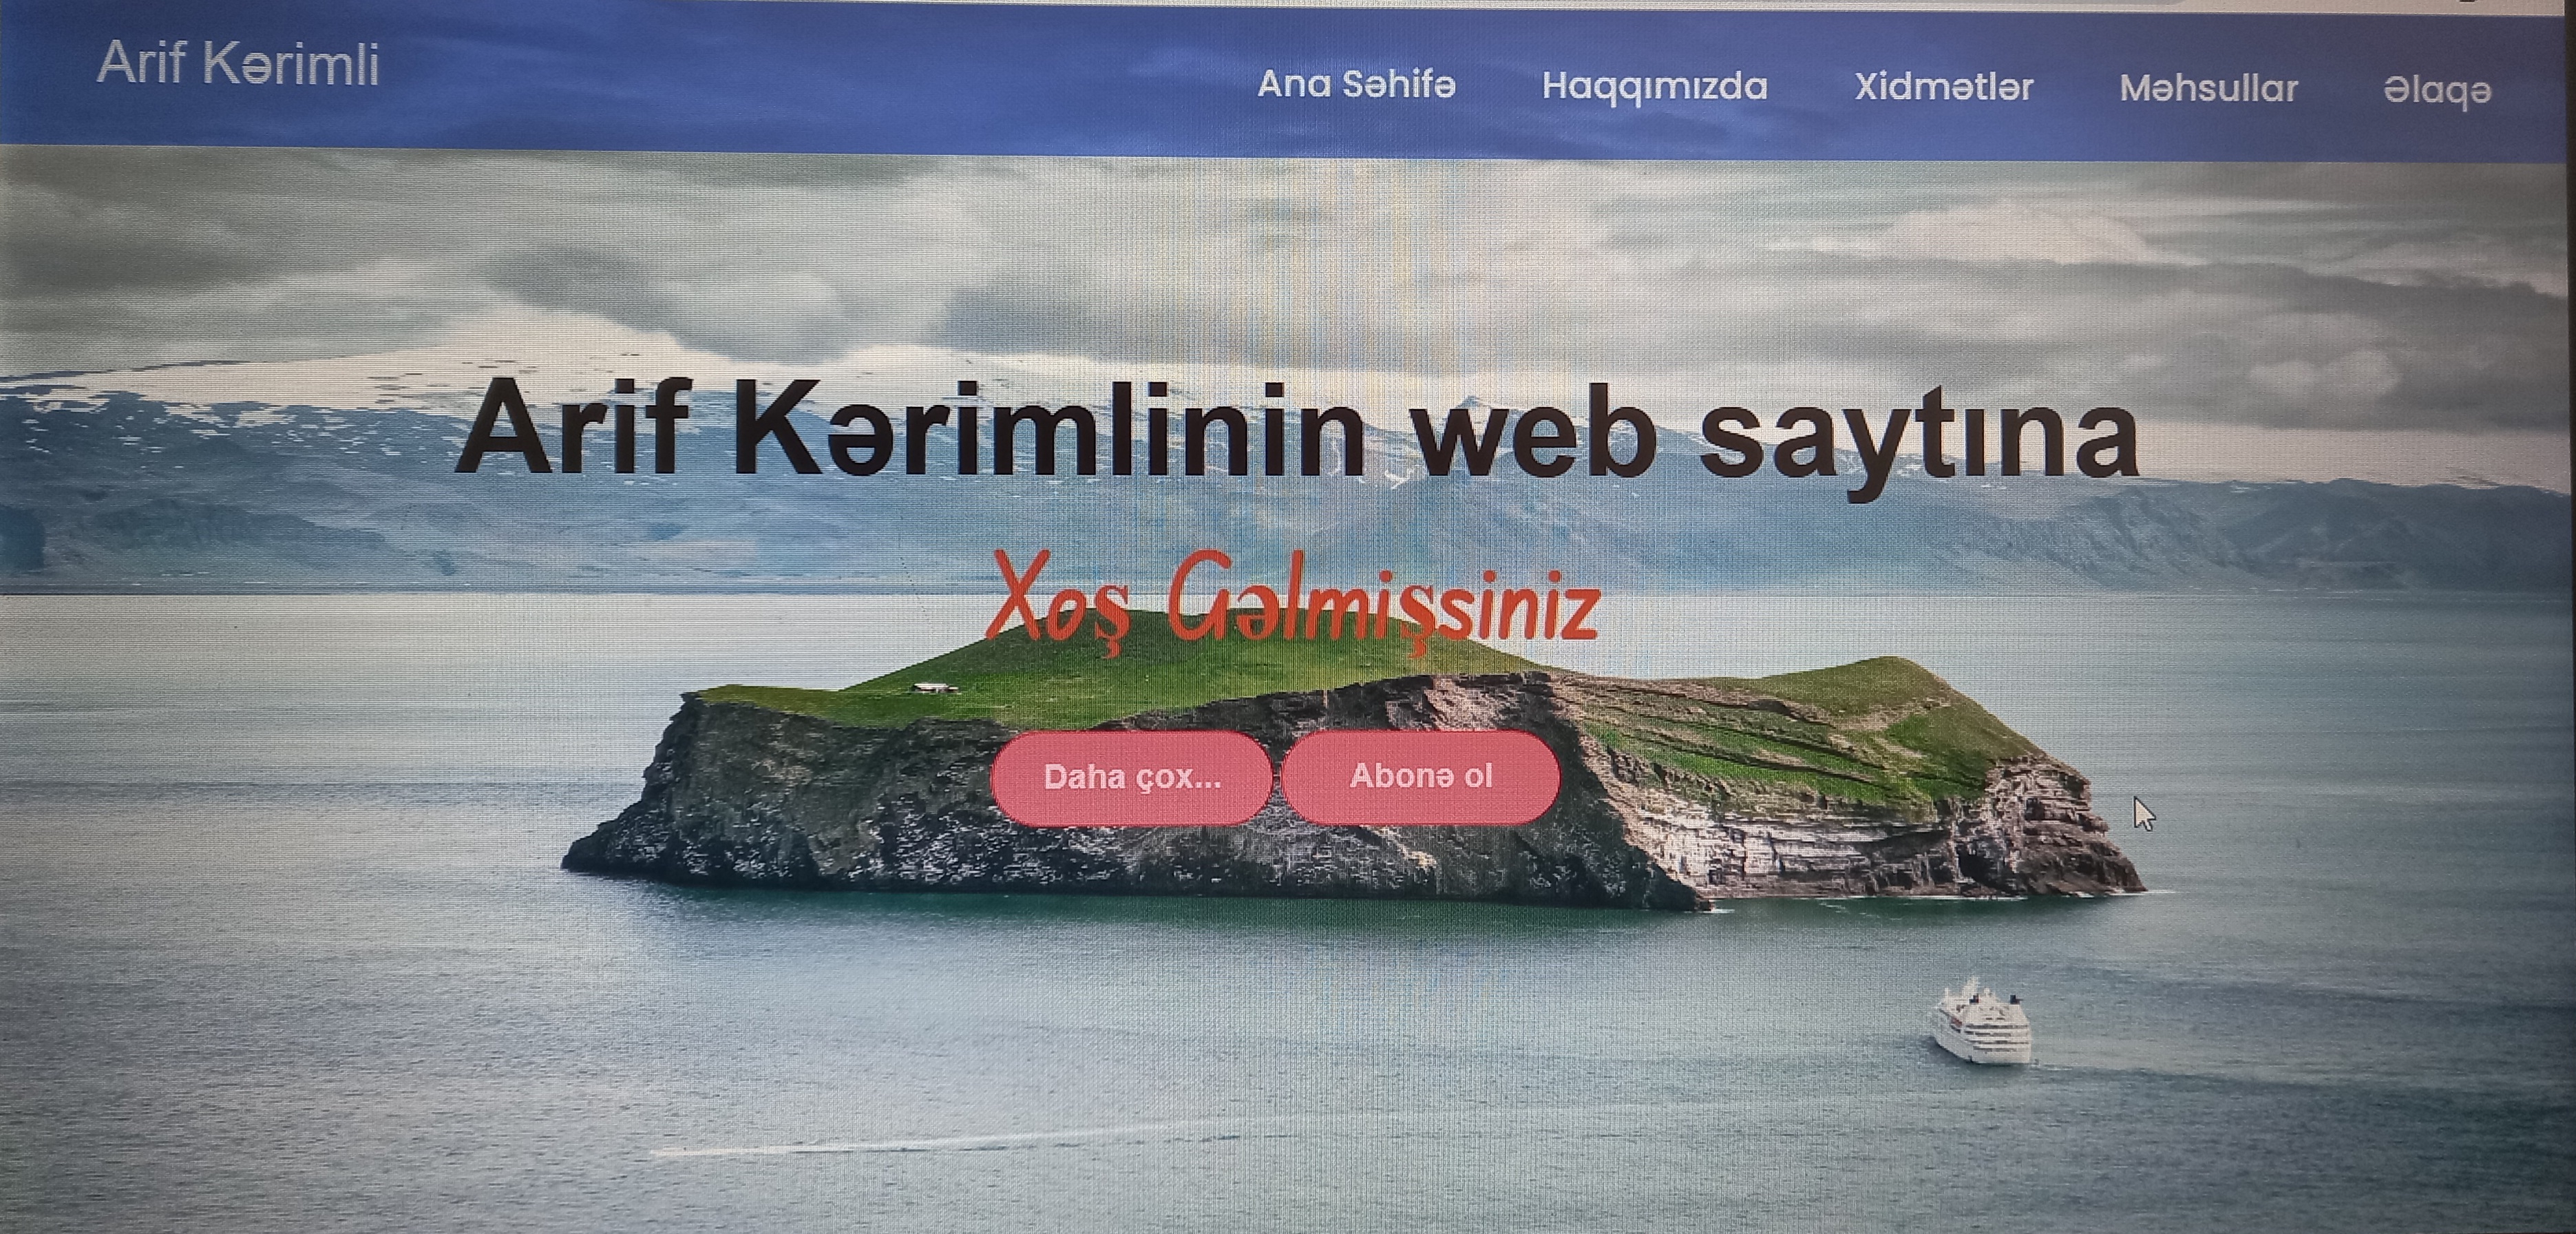 Arif Kərimli
Ana Səhifə Haqqımızda Xidmətlər Məhsullar Əlaqə
Arif Kərimlinin web saytına
Xoş Gəlmişsiniz
Daha çox... Abonə ol